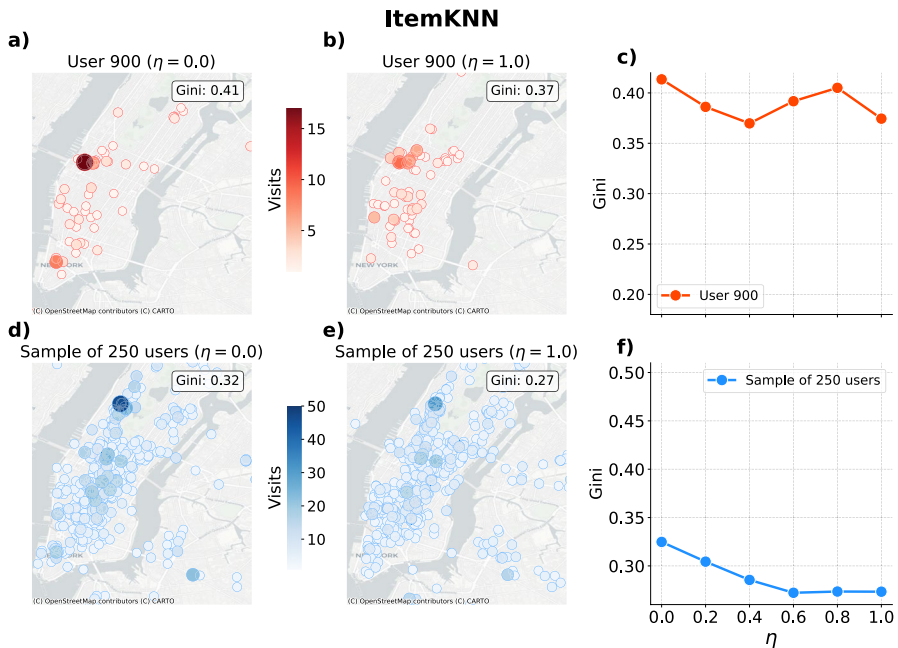 ItemKNN
a)
User 900 (η = 0.0)
Gini: 0.41
NEW YORK
(C) OpenStreetMap contributors (C) CARTO
15
10
5
Visits
b)
User 900 (η = 1.0)
Gini: 0.37
NEW YORK
(C) OpenStreetMap contributors (C) CARTO
c)
0.40
0.35
0.30
0.25
0.20
Gini
User 900
d)
Sample of 250 users (η = 0.0)
Gini: 0.32
NEW YORK
(C) OpenStreetMap contributors (C) CARTO
50
40
30
20
10
Visits
e)
Sample of 250 users (η = 1.0)
Gini: 0.27
NEW YORK
(C) OpenStreetMap contributors (C) CARTO
f)
0.50
0.45
0.40
0.35
0.30
Gini
Sample of 250 users
0.0 0.2 0.4 0.6 0.8 1.0
η